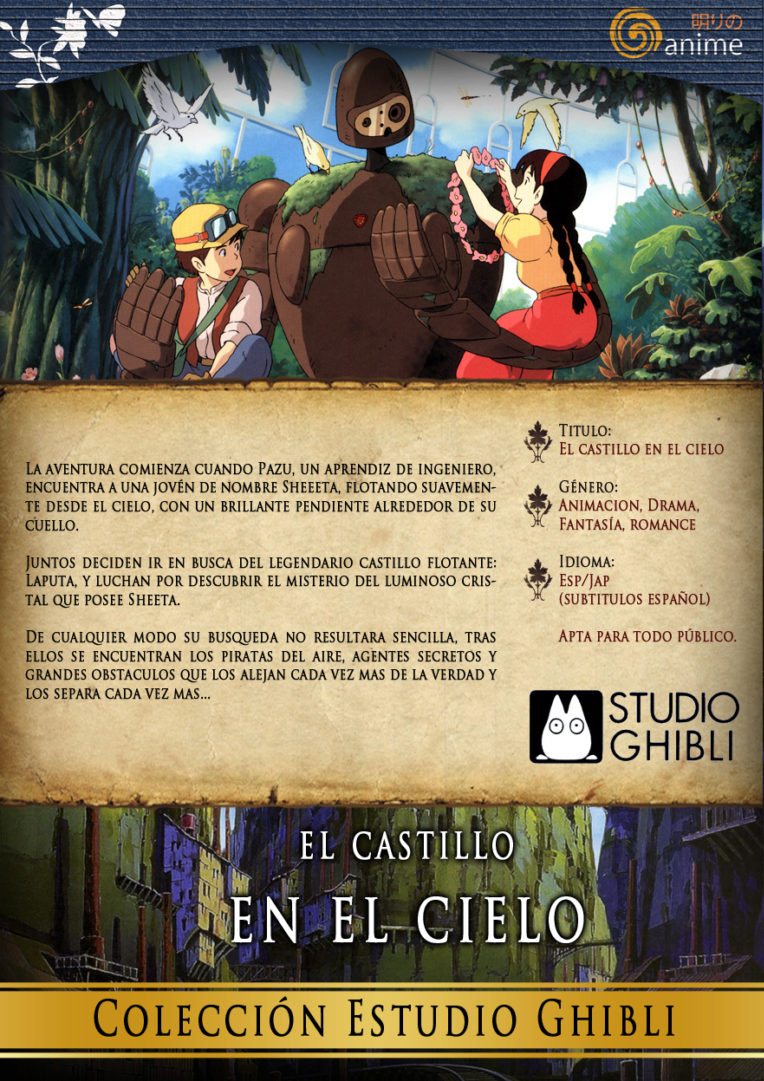 明りの
anime
LA AVENTURA COMIENZA CUANDO PAZU, UN APRENDIZ DE INGENIERO,
ENCUENTRA A UNA JOVÉN DE NOMBRE SHEEETA, FLOTANDO SUAVEMEN-
TE DESDE EL CIELO, CON UN BRILLANTE PENDIENTE ALREDEDOR DE SU
CUELLO.
JUNTOS DECIDEN IR EN BUSCA DEL LEGENDARIO CASTILLO FLOTANTE:
LAPUTA, Y LUCHAN POR DESCUBRIR EL MISTERIO DEL LUMINOSO CRIS-
TAL QUE POSEE SHEETA.
DE CUALQUIER MODO SU BUSQUEDA NO RESULTARA SENCILLA, TRAS
ELLOS SE ENCUENTRAN LOS PIRATAS DEL AIRE, AGENTES SECRETOS Y
GRANDES OBSTACULOS QUE LOS ALEJAN CADA VEZ MAS DE LA VERDAD Y
LOS SEPARA CADA VEZ MAS...
TITULO:
EL CASTILLO EN EL CIELO
GÉNERO:
ANIMACION, DRAMA,
FANTASÍA, ROMANCE
IDIOMA:
ESP/JAP
(SUBTITULOS ESPAÑOL)
APTA PARA TODO PÚBLICO.
STUDIO
GHIBLI
EL CASTILLO
EN EL CIELO
COLECCIÓN ESTUDIO GHIBLI